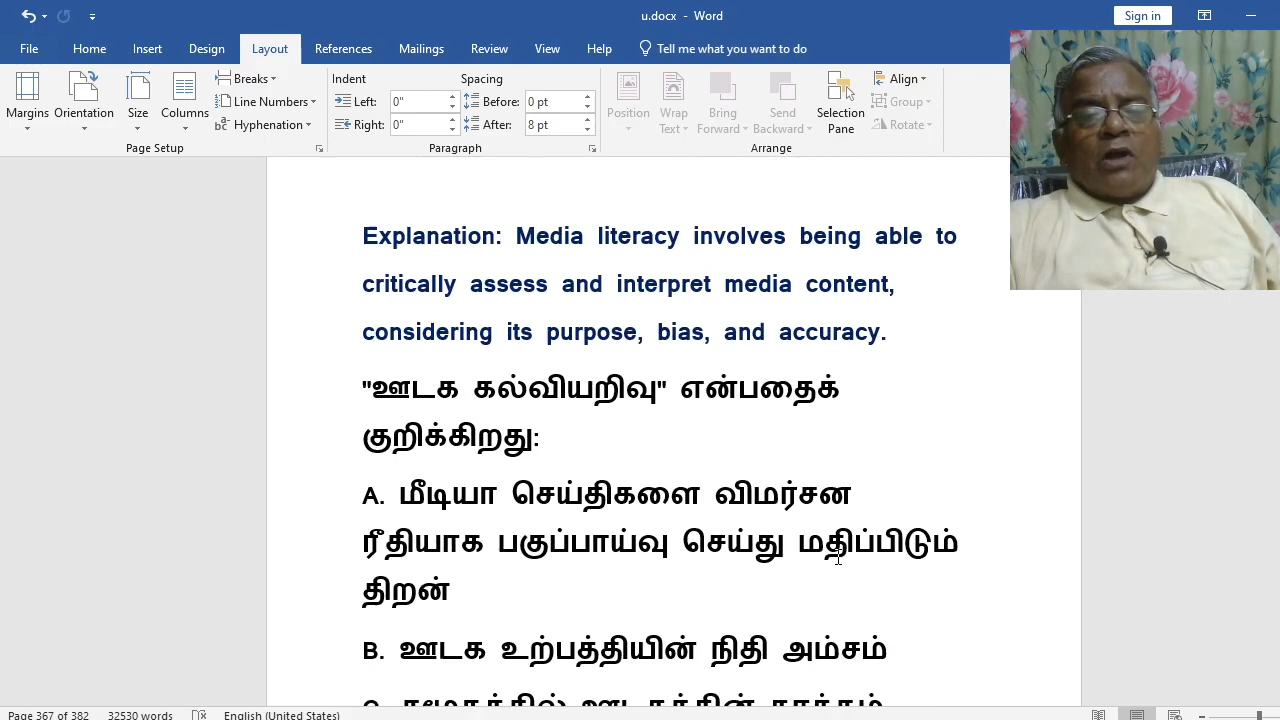 u.docx - Word
Sign in
File Home Insert Design Layout References Mailings Review View Help Tell me what you want to do
Margins Orientation Size Columns
Breaks
Line Numbers
Hyphenation
Page Setup
Indent Spacing
Left: 0" Before: 0 pt
Right: 0" After: 8 pt
Paragraph
Position Wrap Text Bring Forward Send Backward Selection Pane
Align
Group
Rotate
Arrange
Explanation: Media literacy involves being able to
critically assess and interpret media content,
considering its purpose, bias, and accuracy.
"ஊடக கல்வியறிவு" என்பதைக்
குறிக்கிறது:
A. மீடியா செய்திகளை விமர்சன
ரீதியாக பகுப்பாய்வு செய்து மதிப்பிடும்
திறன்
B. ஊடக உற்பத்தியின் நிதி அம்சம்
Page 367 of 382 32530 words English (United States)